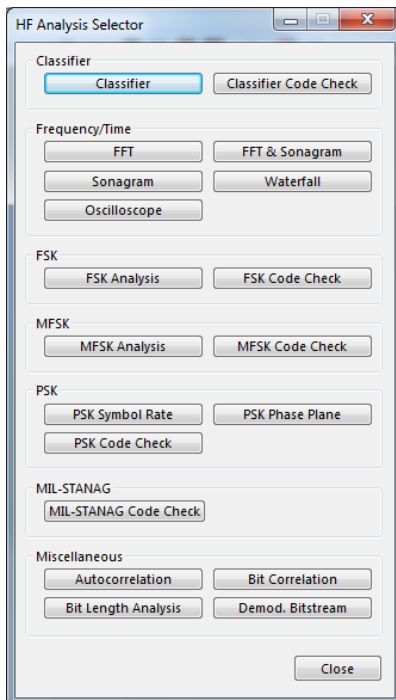 HF Analysis Selector
Classifier
Classifier Classifier Code Check
Frequency/Time
FFT FFT & Sonagram
Sonagram Waterfall
Oscilloscope
FSK
FSK Analysis FSK Code Check
MFSK
MFSK Analysis MFSK Code Check
PSK
PSK Symbol Rate PSK Phase Plane
PSK Code Check
MIL-STANAG
MIL-STANAG Code Check
Miscellaneous
Autocorrelation Bit Correlation
Bit Length Analysis Demod. Bitstream
Close